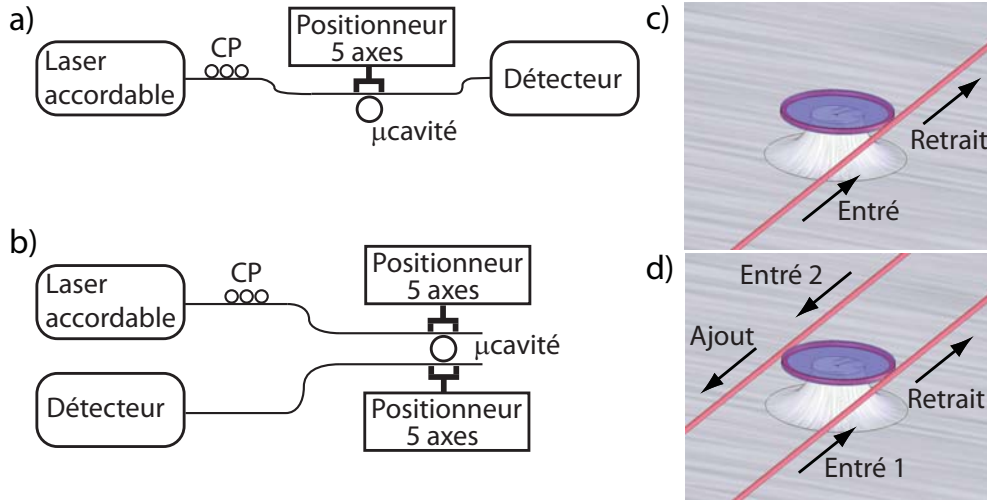 a)
Laser
accordable
CP
Positionneur
5 axes
μcavité
Détecteur
b)
Laser
accordable
CP
Positionneur
5 axes
μcavité
Détecteur
Positionneur
5 axes
c)
Retrait
Entré
d)
Entré 2
Ajout
Retrait
Entré 1